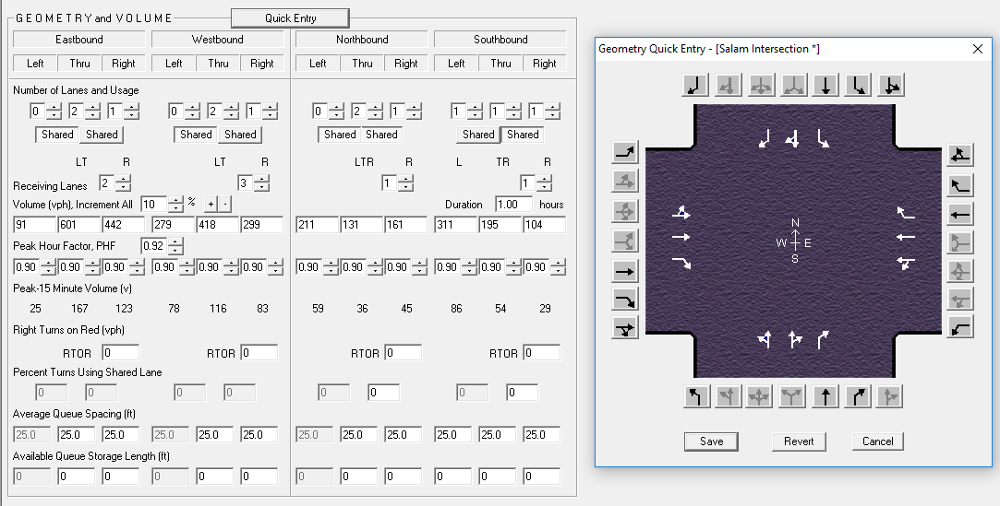 GEOMETRY and VOLUME Quick Entry
Eastbound Westbound Northbound Southbound
Left Thru Right Left Thru Right Left Thru Right Left Thru Right
Number of Lanes and Usage
0 2 1 0 2 1 0 2 1 1 1 1
Shared Shared Shared Shared Shared Shared Shared Shared
LT R LT R LTR R L TR R
Receiving Lanes 2 3 1 1
Volume (vph), Increment All 10 % + - Duration 1.00 hours
91 601 442 279 418 299 211 131 161 311 195 104
Peak Hour Factor, PHF 0.92
0.90 0.90 0.90 0.90 0.90 0.90 0.90 0.90 0.90 0.90 0.90 0.90
Peak-15 Minute Volume (v)
25 167 123 78 116 83 59 36 45 86 54 29
Right Turns on Red (vph)
RTOR 0 RTOR 0 RTOR 0 RTOR 0
Percent Turns Using Shared Lane
0 0 0 0 0 0 0 0
Average Queue Spacing (ft)
25.0 25.0 25.0 25.0 25.0 25.0 25.0 25.0 25.0 25.0 25.0 25.0
Available Queue Storage Length (ft)
0 0 0 0 0 0 0 0 0 0 0 0
Geometry Quick Entry - [Salam Intersection *]
N
W E
S
Save Revert Cancel